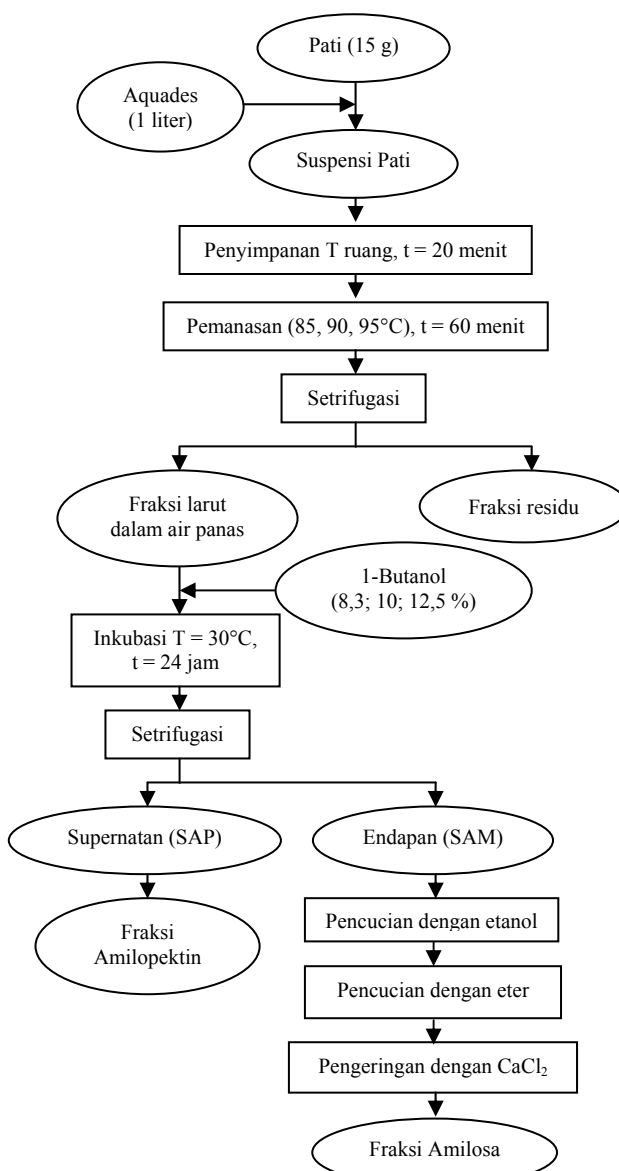 Pati (15 g)
Aquades
(1 liter)
Suspensi Pati
Penyimpanan T ruang, t = 20 menit
Pemanasan (85, 90, 95°C), t = 60 menit
Setrifugasi
Fraksi larut
dalam air panas
Fraksi residu
1-Butanol
(8,3; 10; 12,5 %)
Inkubasi T = 30°C,
t = 24 jam
Setrifugasi
Supernatan (SAP)
Endapan (SAM)
Fraksi
Amilopektin
Pencucian dengan etanol
Pencucian dengan eter
Pengeringan dengan CaCl₂
Fraksi Amilosa